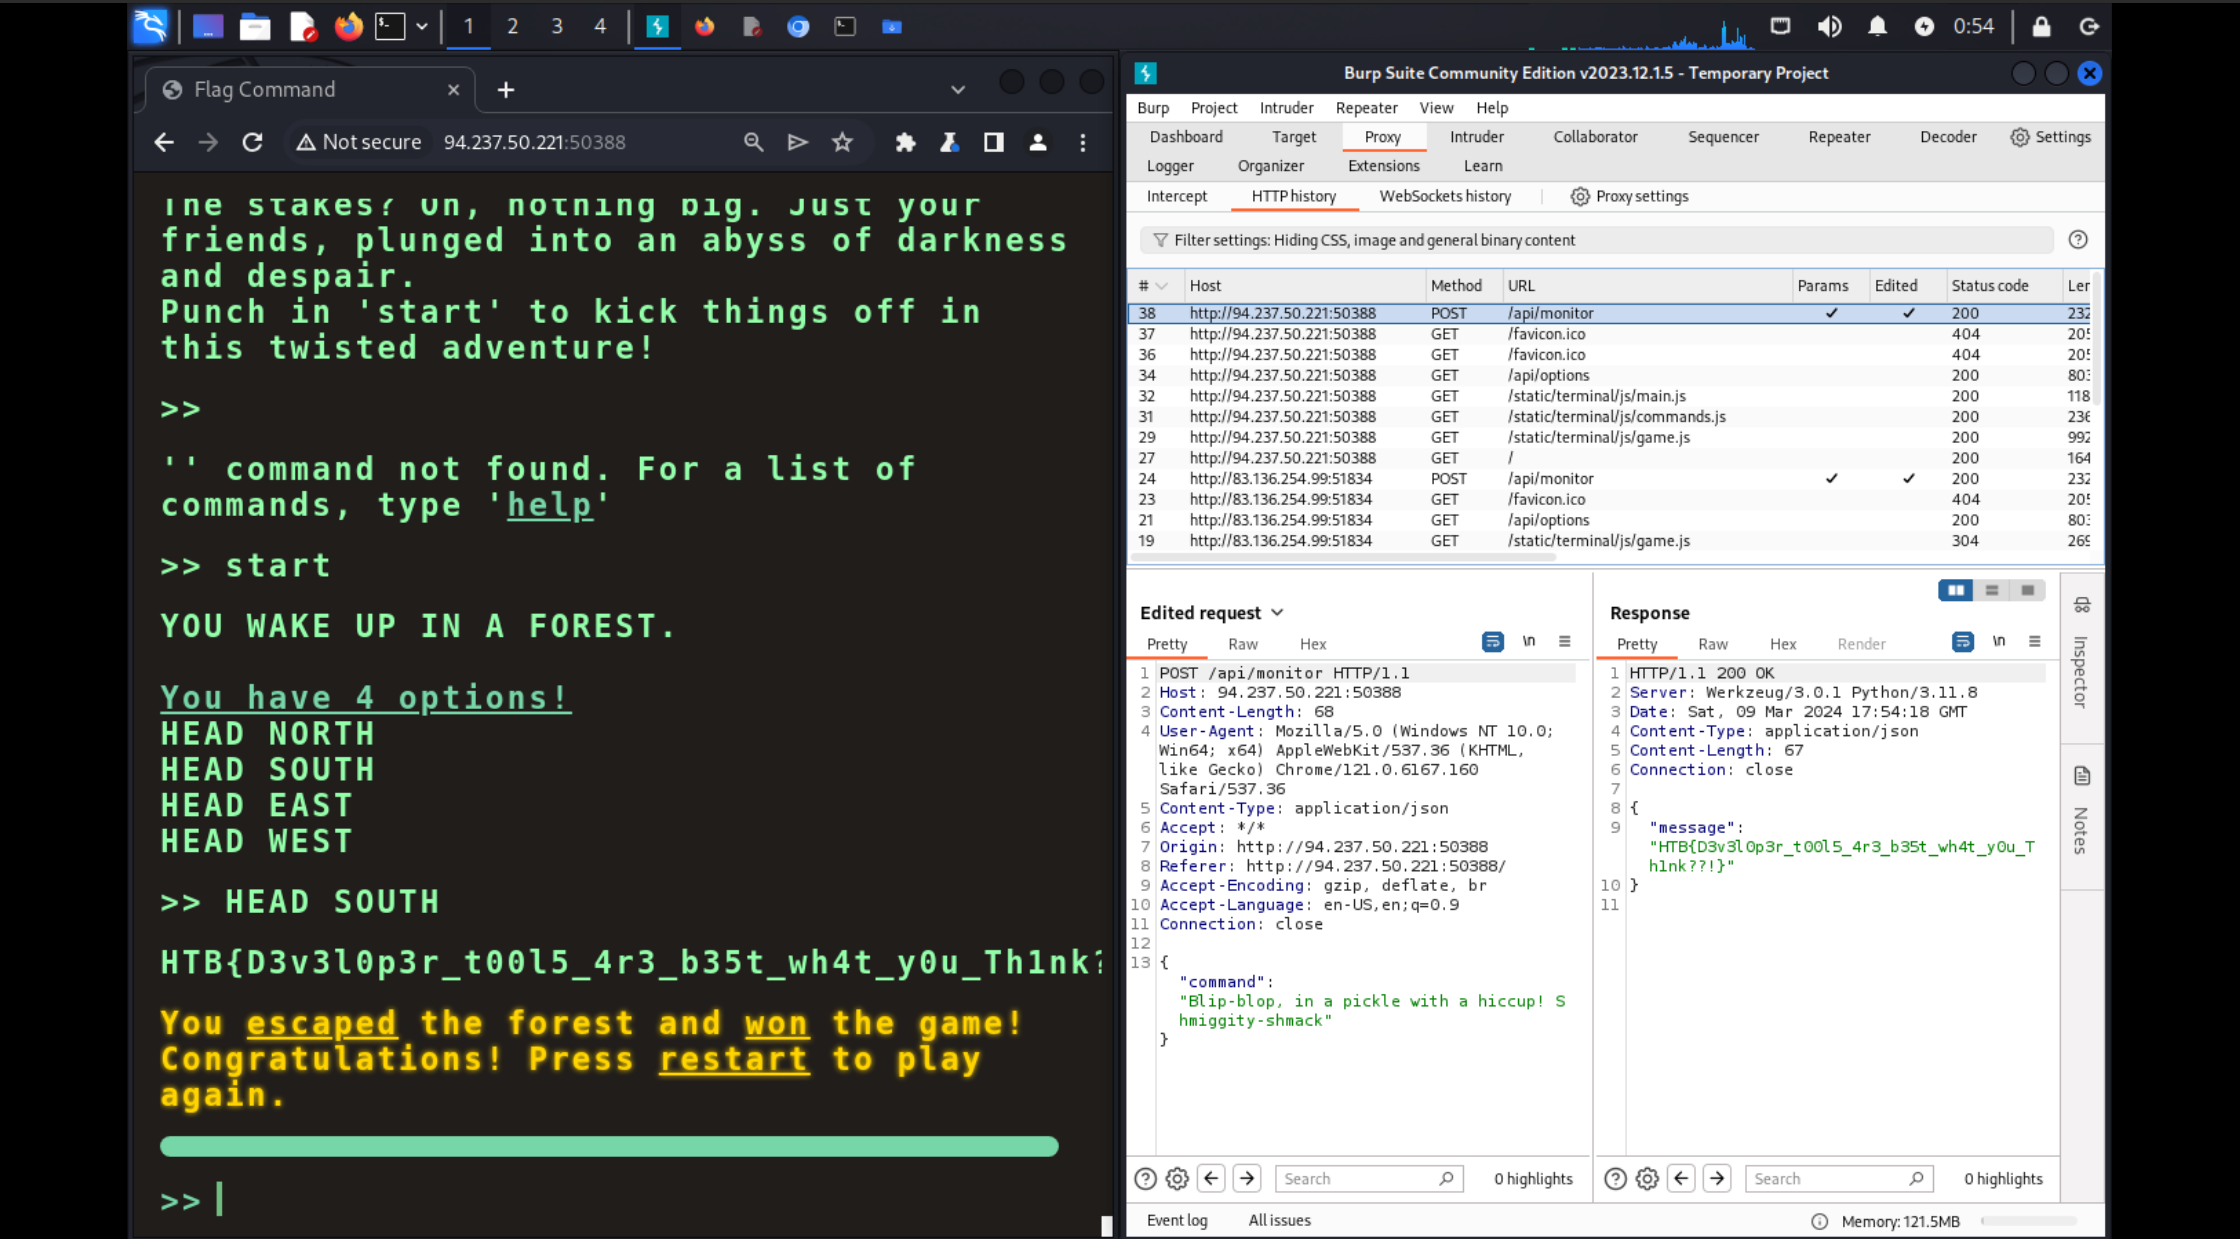 1 2 3 4
0:54
Flag Command
Not secure 94.237.50.221:50388
The stakes? Oh, nothing big. Just your
friends, plunged into an abyss of darkness
and despair.
Punch in 'start' to kick things off in
this twisted adventure!
>>
'' command not found. For a list of
commands, type 'help'
>> start
YOU WAKE UP IN A FOREST.
You have 4 options!
HEAD NORTH
HEAD SOUTH
HEAD EAST
HEAD WEST
>> HEAD SOUTH
HTB{D3v3l0p3r_t00l5_4r3_b35t_wh4t_y0u_Th1nk?
You escaped the forest and won the game!
Congratulations! Press restart to play
again.
>>
Burp Suite Community Edition v2023.12.1.5 - Temporary Project
Burp Project Intruder Repeater View Help
Dashboard Target Proxy Intruder Collaborator Sequencer Repeater Decoder Settings
Logger Organizer Extensions Learn
Intercept HTTP history WebSockets history Proxy settings
Filter settings: Hiding CSS, image and general binary content
# Host Method URL Params Edited Status code Ler
38 http://94.237.50.221:50388 POST /api/monitor ✓ ✓ 200 232
37 http://94.237.50.221:50388 GET /favicon.ico 404 205
36 http://94.237.50.221:50388 GET /favicon.ico 404 205
34 http://94.237.50.221:50388 GET /api/options 200 803
32 http://94.237.50.221:50388 GET /static/terminal/js/main.js 200 118
31 http://94.237.50.221:50388 GET /static/terminal/js/commands.js 200 236
29 http://94.237.50.221:50388 GET /static/terminal/js/game.js 200 992
27 http://94.237.50.221:50388 GET / 200 164
24 http://83.136.254.99:51834 POST /api/monitor ✓ ✓ 200 232
23 http://83.136.254.99:51834 GET /favicon.ico 404 205
21 http://83.136.254.99:51834 GET /api/options 200 803
19 http://83.136.254.99:51834 GET /static/terminal/js/game.js 304 269
Edited request
Pretty Raw Hex \n
1 POST /api/monitor HTTP/1.1
2 Host: 94.237.50.221:50388
3 Content-Length: 68
4 User-Agent: Mozilla/5.0 (Windows NT 10.0;
Win64; x64) AppleWebKit/537.36 (KHTML,
like Gecko) Chrome/121.0.6167.160
Safari/537.36
5 Content-Type: application/json
6 Accept: */*
7 Origin: http://94.237.50.221:50388
8 Referer: http://94.237.50.221:50388/
9 Accept-Encoding: gzip, deflate, br
10 Accept-Language: en-US,en;q=0.9
11 Connection: close
12
13 {
"command":
"Blip-blop, in a pickle with a hiccup! S
hmiggity-shmack"
}
Search 0 highlights
Response
Pretty Raw Hex Render \n
1 HTTP/1.1 200 OK
2 Server: Werkzeug/3.0.1 Python/3.11.8
3 Date: Sat, 09 Mar 2024 17:54:18 GMT
4 Content-Type: application/json
5 Content-Length: 67
6 Connection: close
7
8 {
9 "message":
"HTB{D3v3l0p3r_t00l5_4r3_b35t_wh4t_y0u_T
h1nk??!}"
10 }
11
Search 0 highlights
Inspector
Notes
Event log All issues Memory: 121.5MB